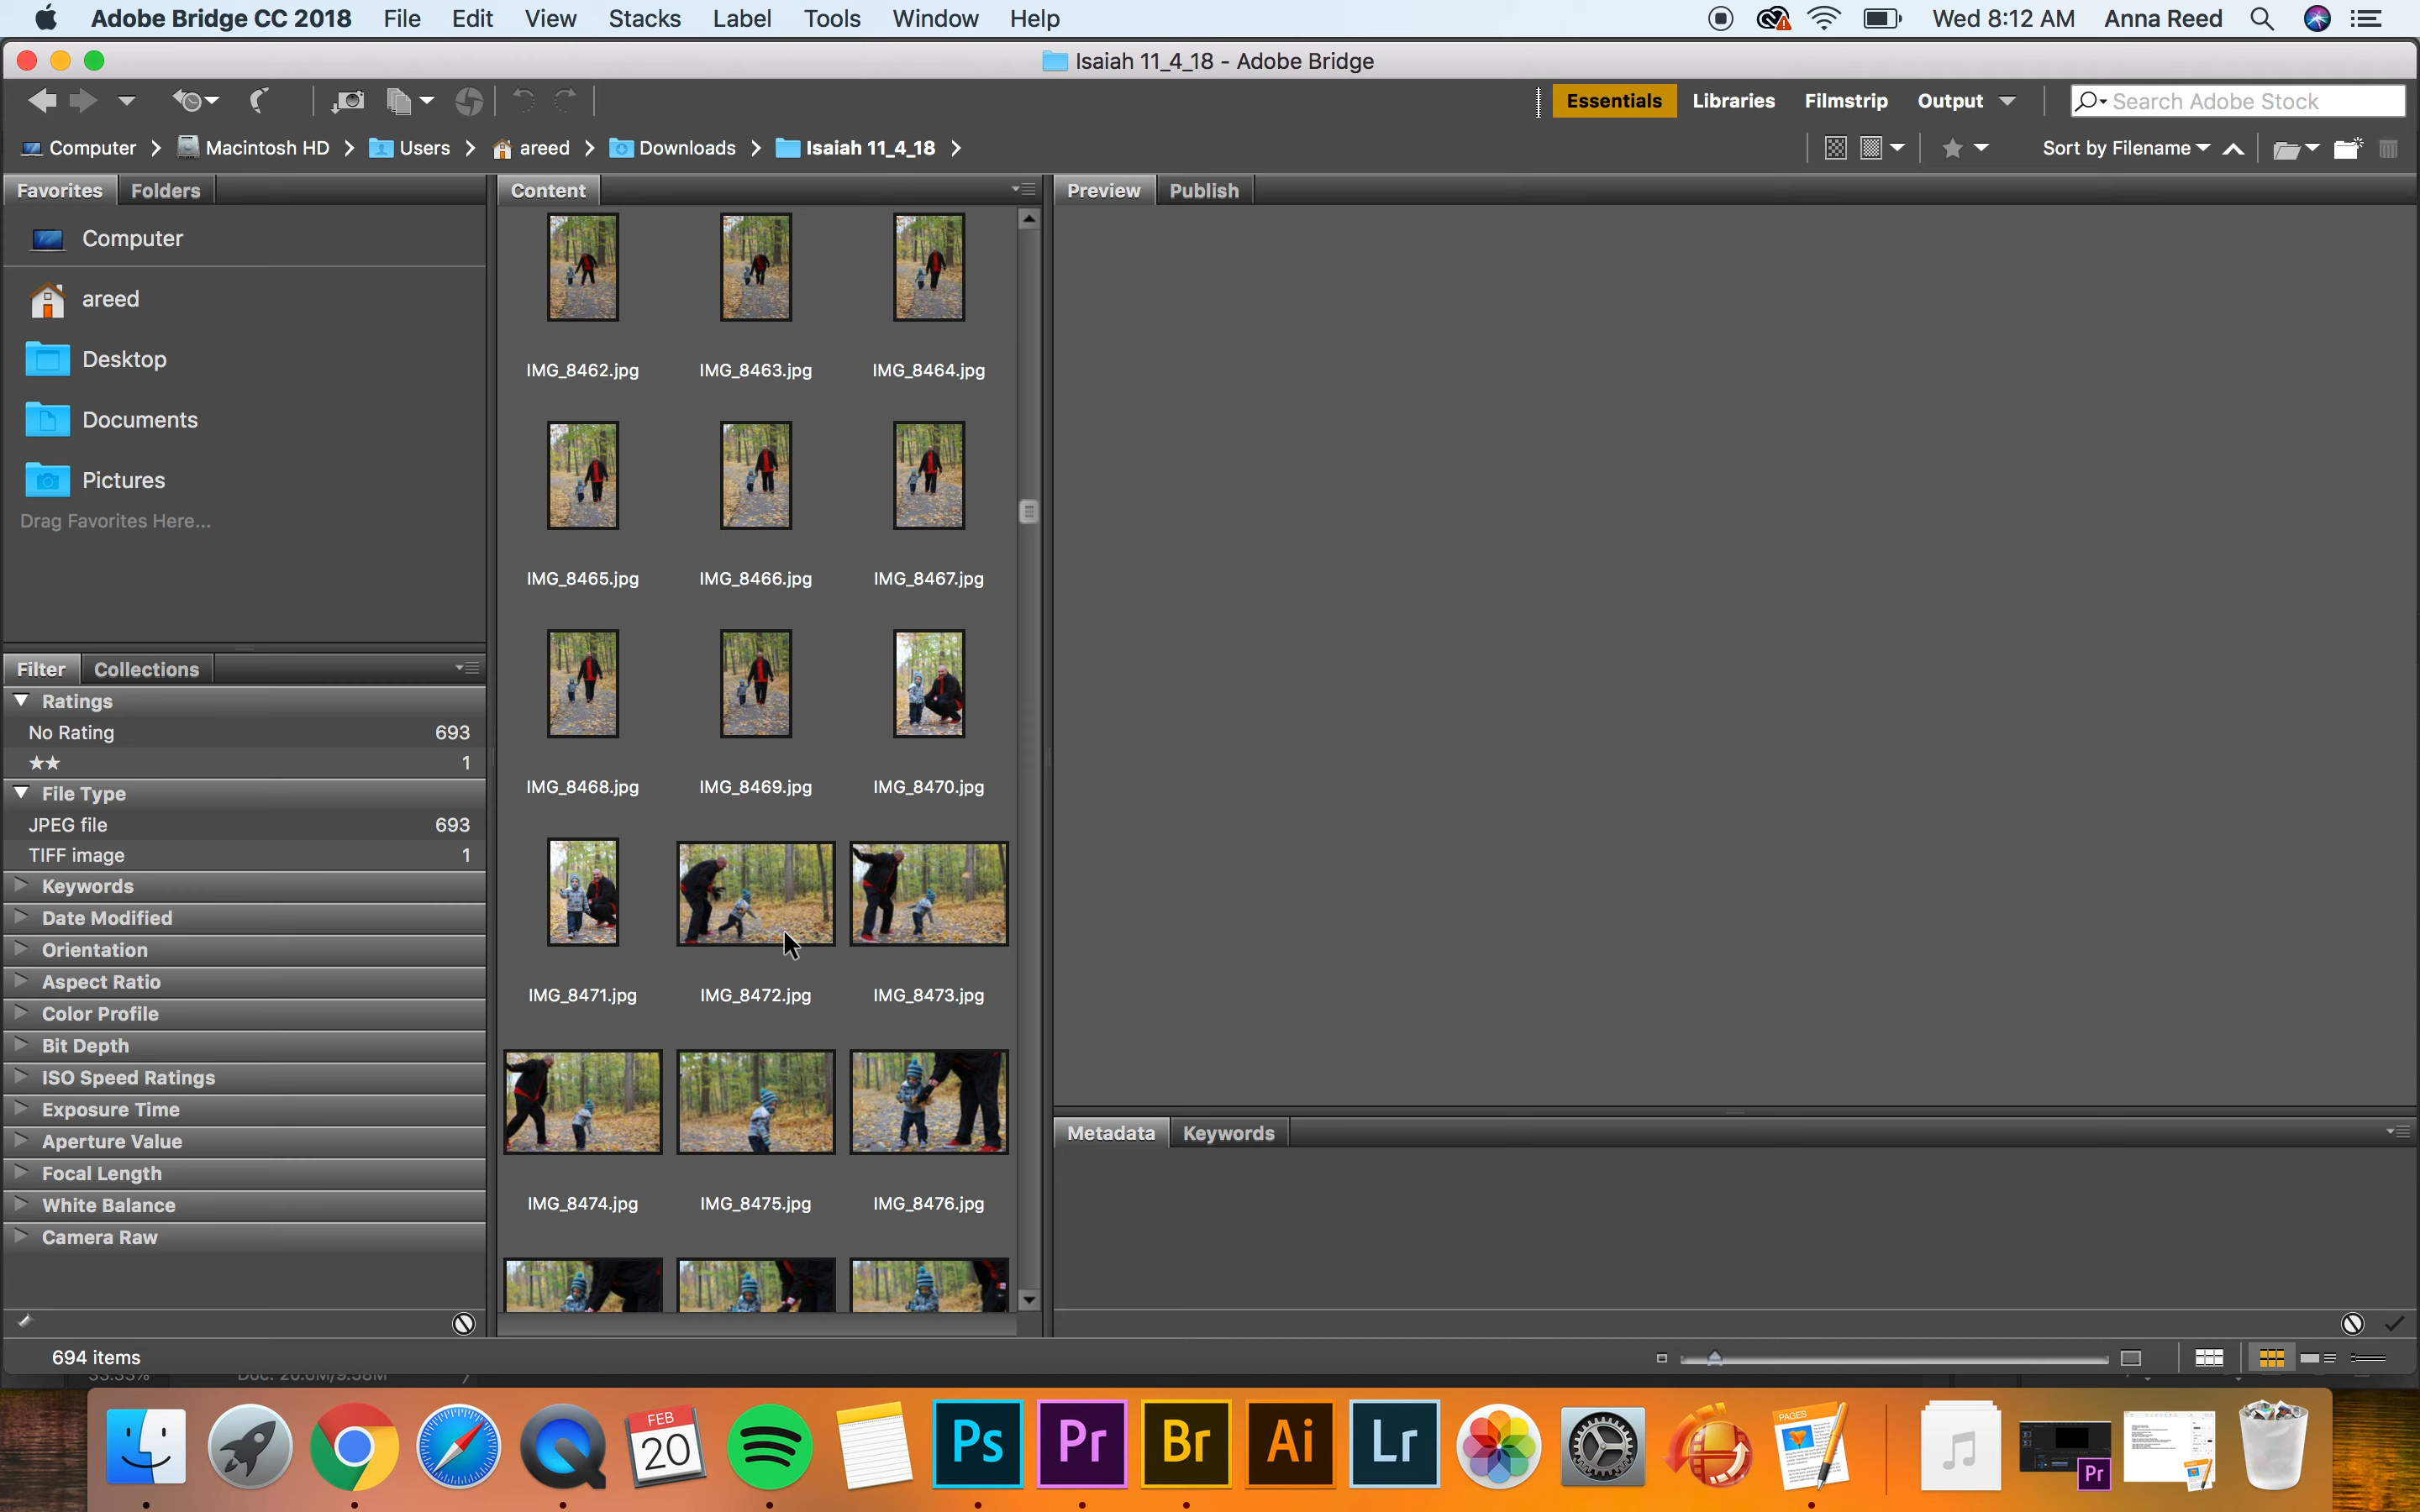 Adobe Bridge CC 2018 File Edit View Stacks Label Tools Window Help Wed 8:12 AM Anna Reed
Isaiah 11_4_18 - Adobe Bridge
Essentials Libraries Filmstrip Output Search Adobe Stock
Computer Macintosh HD Users areed Downloads Isaiah 11_4_18 Sort by Filename
Favorites Folders
Computer
areed
Desktop
Documents
Pictures
Drag Favorites Here...
Filter Collections
Ratings
No Rating 693
★★ 1
File Type
JPEG file 693
TIFF image 1
Keywords
Date Modified
Orientation
Aspect Ratio
Color Profile
Bit Depth
ISO Speed Ratings
Exposure Time
Aperture Value
Focal Length
White Balance
Camera Raw
694 items
Content
IMG_8462.jpg IMG_8463.jpg IMG_8464.jpg
IMG_8465.jpg IMG_8466.jpg IMG_8467.jpg
IMG_8468.jpg IMG_8469.jpg IMG_8470.jpg
IMG_8471.jpg IMG_8472.jpg IMG_8473.jpg
IMG_8474.jpg IMG_8475.jpg IMG_8476.jpg
Preview Publish
Metadata Keywords
FEB
20
Ps Pr Br Ai Lr
PAGES
Pr